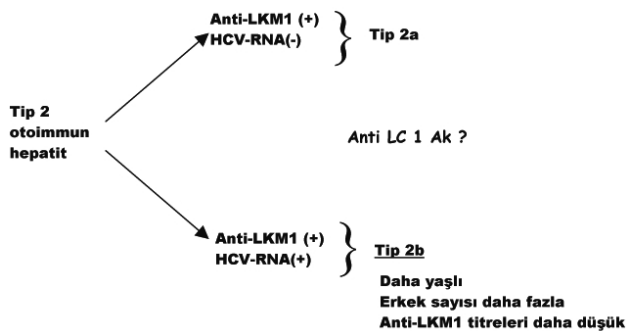 Anti-LKM1 (+)
HCV-RNA(-)
Tip 2a
Tip 2
otoimmun
hepatit
Anti LC 1 Ak ?
Anti-LKM1 (+)
HCV-RNA(+)
Tip 2b
Daha yaşlı
Erkek sayısı daha fazla
Anti-LKM1 titreleri daha düşük